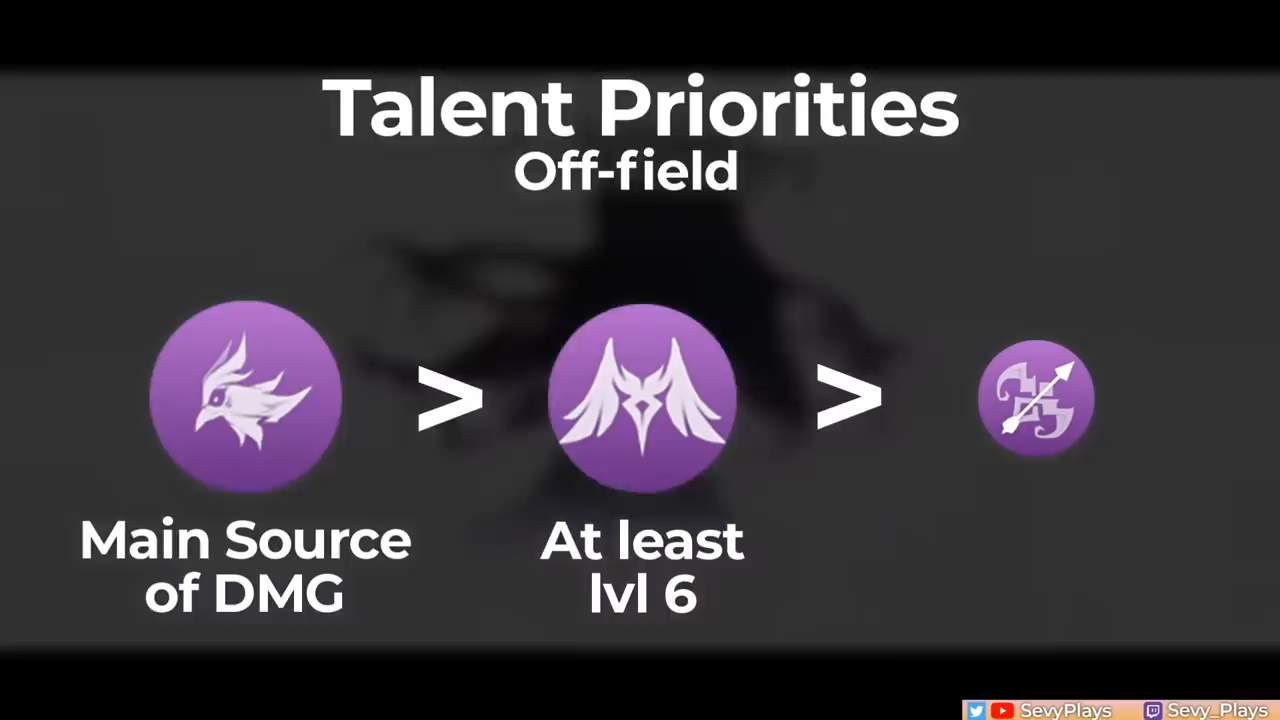 Talent Priorities
Off-field
> >
Main Source
of DMG
At least
lvl 6
SevyPlays Sevy_Plays